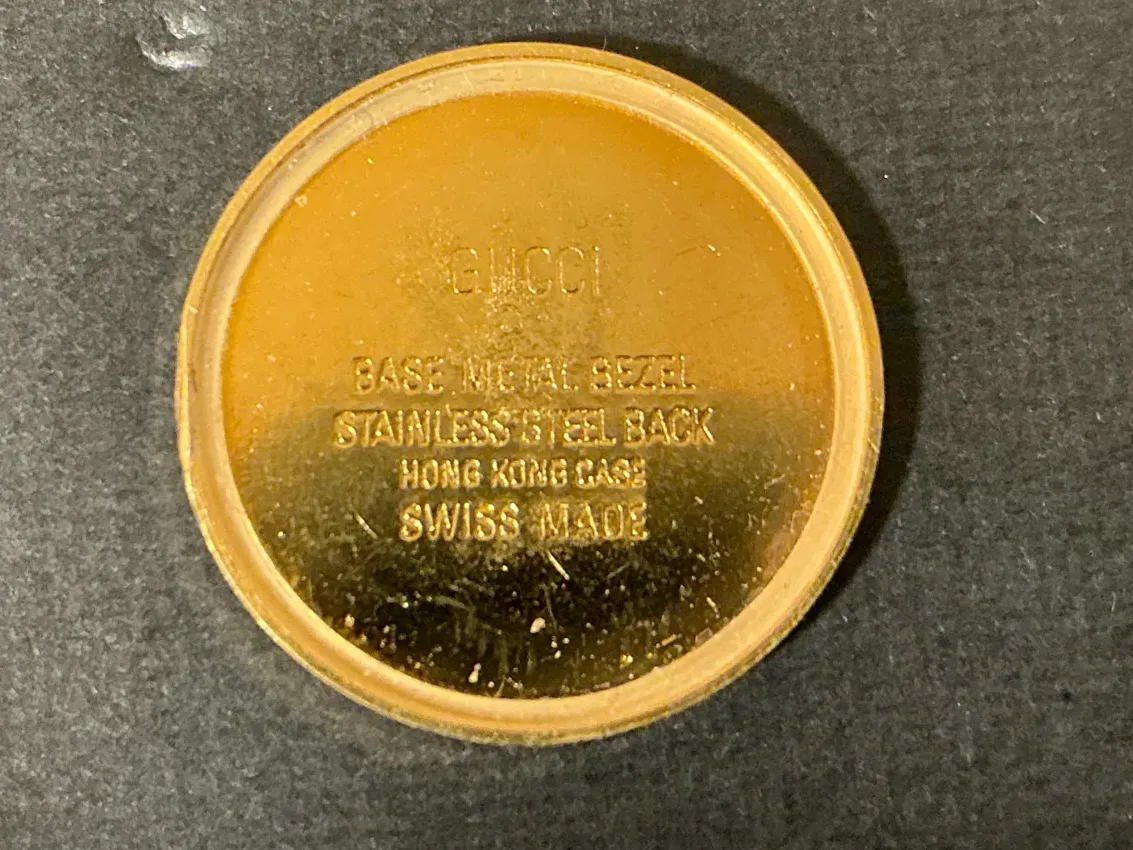 GUCCI
BASE METAL BEZEL
STAINLESS STEEL BACK
HONG KONG CASE
SWISS MADE